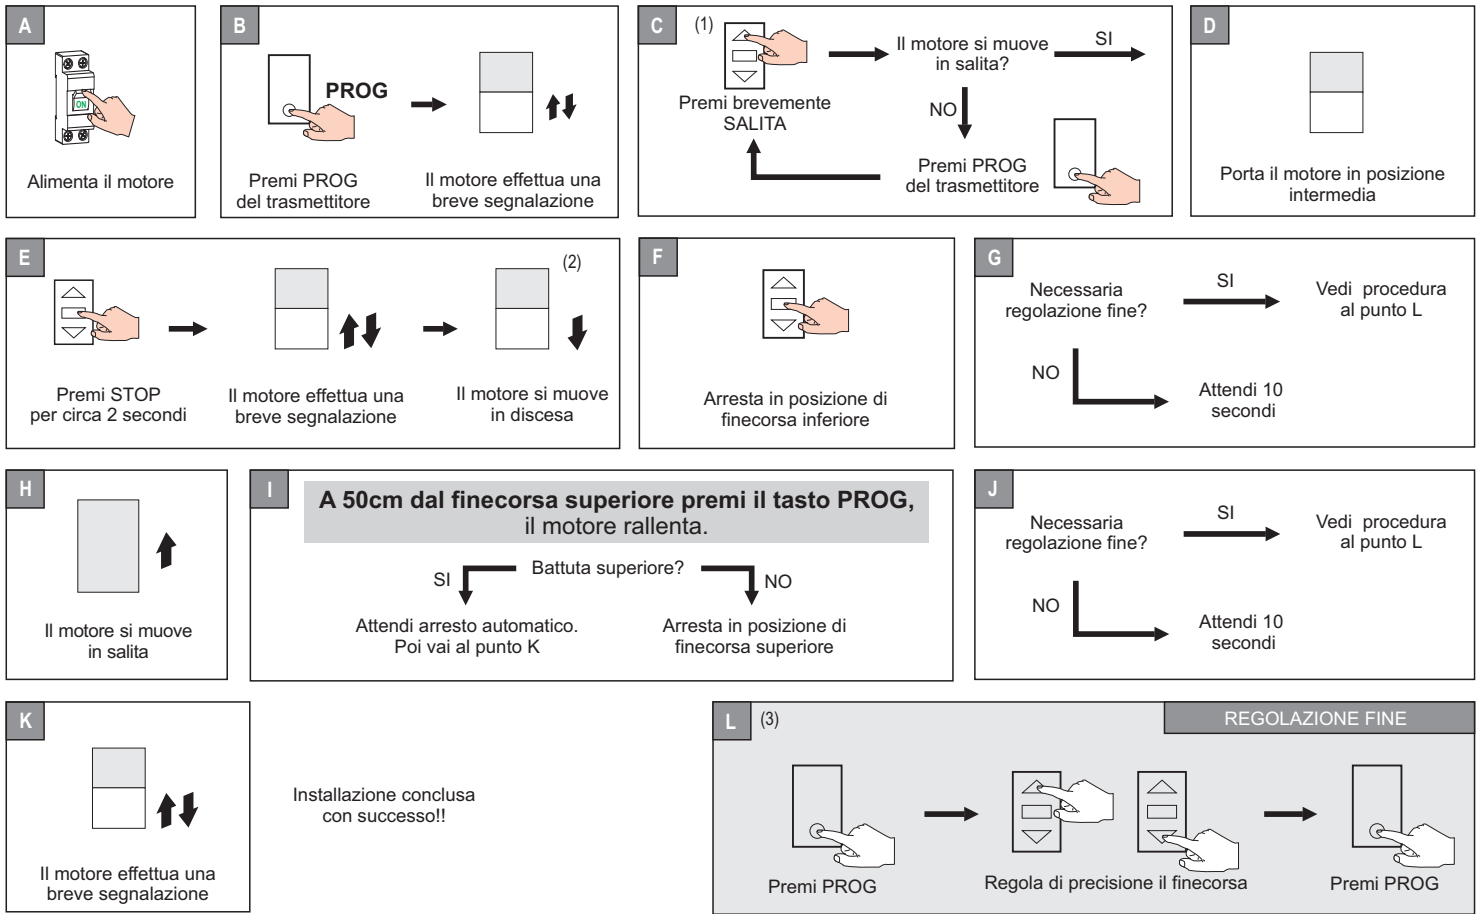 A
ON
Alimenta il motore
B
PROG
Premi PROG
del trasmettitore
Il motore effettua una
breve segnalazione
C
(1)
Premi brevemente
SALITA
Il motore si muove
in salita?
SI
NO
Premi PROG
del trasmettitore
D
Porta il motore in posizione
intermedia
E
Premi STOP
per circa 2 secondi
Il motore effettua una
breve segnalazione
(2)
Il motore si muove
in discesa
F
Arresta in posizione di
finecorsa inferiore
G
Necessaria
regolazione fine?
SI
Vedi procedura
al punto L
NO
Attendi 10
secondi
H
Il motore si muove
in salita
I
A 50cm dal finecorsa superiore premi il tasto PROG,
il motore rallenta.
Battuta superiore?
SI
NO
Attendi arresto automatico.
Poi vai al punto K
Arresta in posizione di
finecorsa superiore
J
Necessaria
regolazione fine?
SI
Vedi procedura
al punto L
NO
Attendi 10
secondi
K
Il motore effettua una
breve segnalazione
Installazione conclusa
con successo!!
L
(3)
REGOLAZIONE FINE
Premi PROG
Regola di precisione il finecorsa
Premi PROG